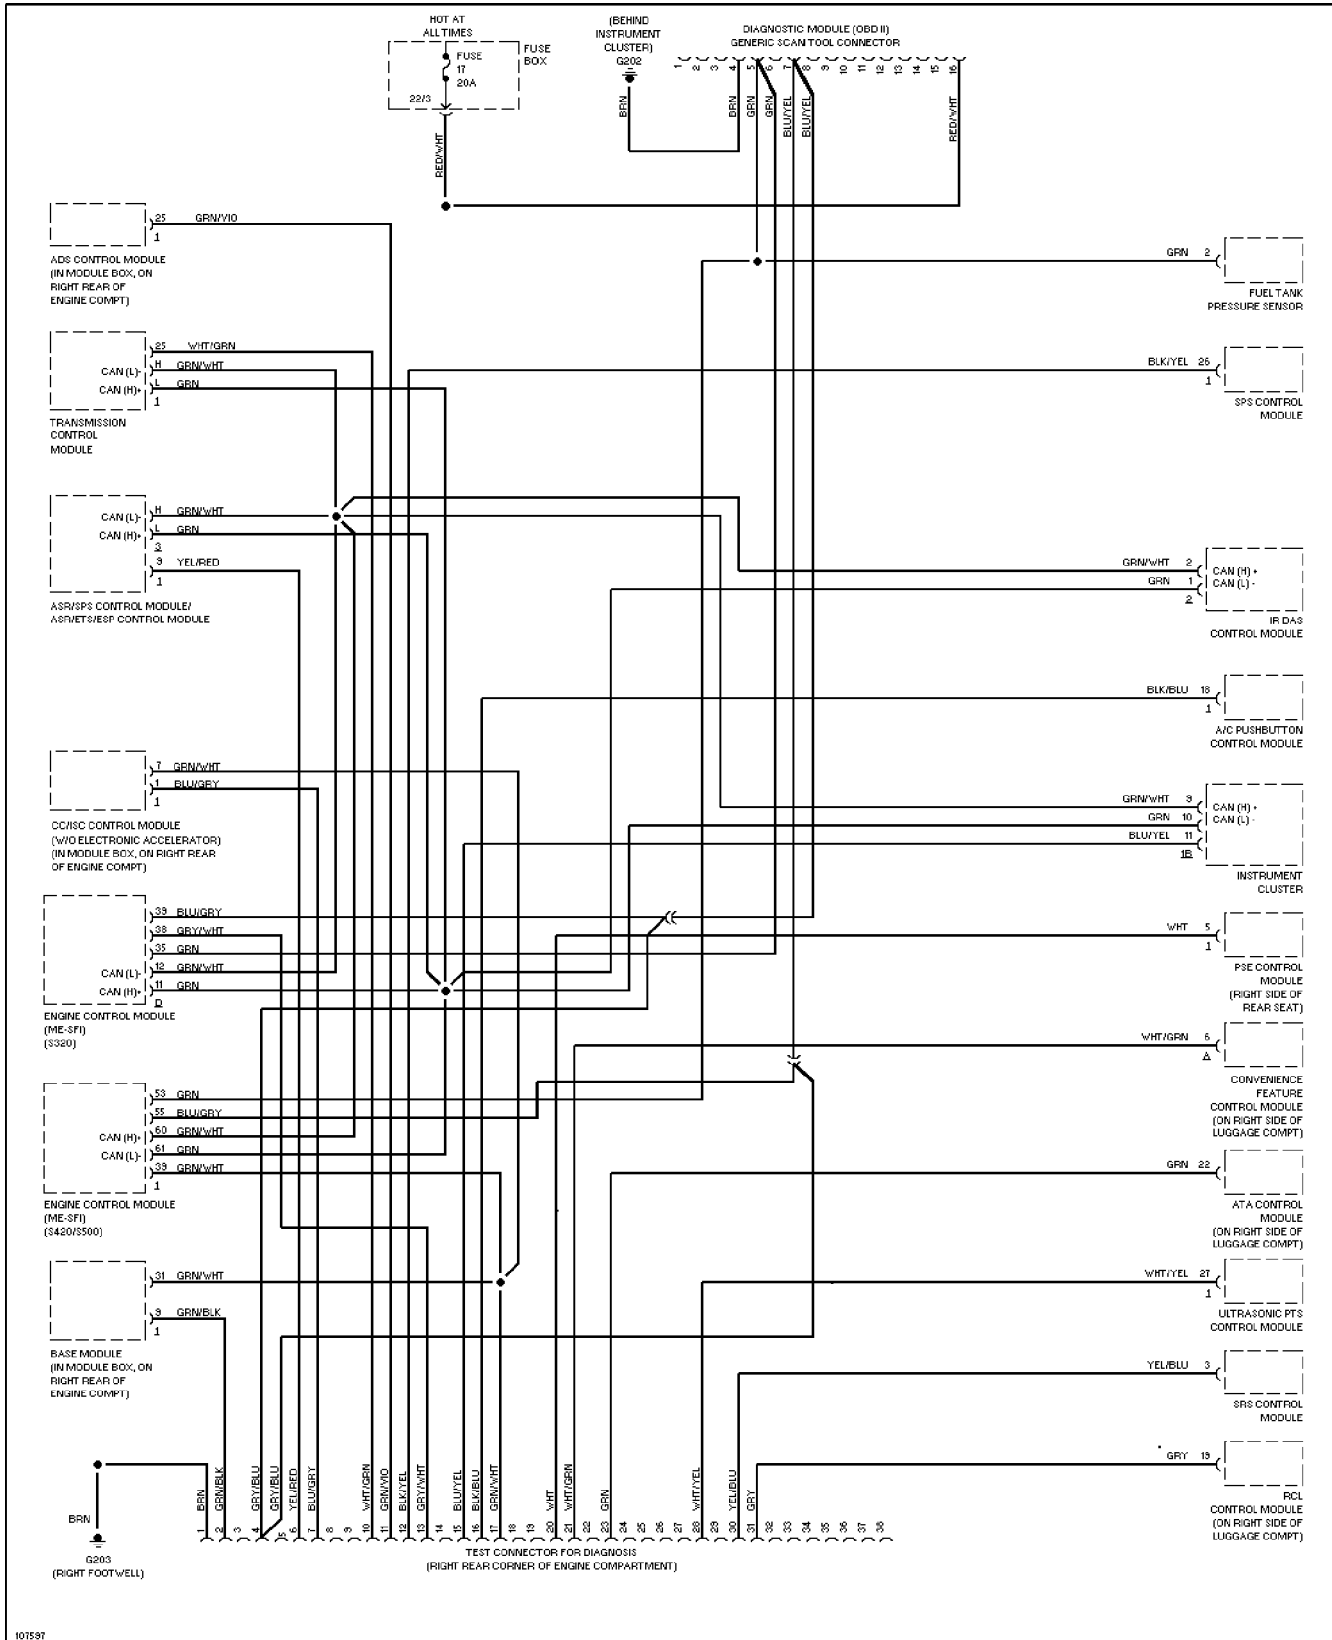 HOT AT
ALL TIMES
FUSE
17
20A
FUSE
BOX
22/3
RED/WHT
(BEHIND
INSTRUMENT
CLUSTER)
G202
BRN
DIAGNOSTIC MODULE (OBD II)
GENERIC SCAN TOOL CONNECTOR
1 2 3 4 5 6 7 8 9 10 11 12 13 14 15 16
BRN GRN GRN BLU/YEL BLU/YEL RED/WHT
25 GRN/VIO
1
ADS CONTROL MODULE
(IN MODULE BOX, ON
RIGHT REAR OF
ENGINE COMPT)
25 WHT/GRN
CAN (L)- H GRN/WHT
CAN (H)+ L GRN
1
TRANSMISSION
CONTROL
MODULE
CAN (L)- H GRN/WHT
CAN (H)+ L GRN
3
9 YEL/RED
1
ASR/SPS CONTROL MODULE/
ASR/ETS/ESP CONTROL MODULE
7 GRN/WHT
1 BLU/GRY
1
CC/ISC CONTROL MODULE
(W/O ELECTRONIC ACCELERATOR)
(IN MODULE BOX, ON RIGHT REAR
OF ENGINE COMPT)
39 BLU/GRY
38 GRY/WHT
35 GRN
CAN (L)- 12 GRN/WHT
CAN (H)+ 11 GRN
D
ENGINE CONTROL MODULE
(ME-SFI)
(S320)
53 GRN
55 BLU/GRY
CAN (H)+ 60 GRN/WHT
CAN (L)- 61 GRN
39 GRN/WHT
1
ENGINE CONTROL MODULE
(ME-SFI)
(S420/S500)
31 GRN/WHT
9 GRN/BLK
1
BASE MODULE
(IN MODULE BOX, ON
RIGHT REAR OF
ENGINE COMPT)
GRN 2
FUEL TANK
PRESSURE SENSOR
BLK/YEL 26
1
SPS CONTROL
MODULE
GRN/WHT 2 CAN (H) +
GRN 1 CAN (L) -
2
IR DAS
CONTROL MODULE
BLK/BLU 18
1
A/C PUSHBUTTON
CONTROL MODULE
GRN/WHT 9 CAN (H) +
GRN 10 CAN (L) -
BLU/YEL 11
1B
INSTRUMENT
CLUSTER
WHT 5
1
PSE CONTROL
MODULE
(RIGHT SIDE OF
REAR SEAT)
WHT/GRN 6
A
CONVENIENCE
FEATURE
CONTROL MODULE
(ON RIGHT SIDE OF
LUGGAGE COMPT)
GRN 22
ATA CONTROL
MODULE
(ON RIGHT SIDE OF
LUGGAGE COMPT)
WHT/YEL 27
1
ULTRASONIC PTS
CONTROL MODULE
YEL/BLU 3
SRS CONTROL
MODULE
GRY 19
RCL
CONTROL MODULE
(ON RIGHT SIDE OF
LUGGAGE COMPT)
BRN
G203
(RIGHT FOOTWELL)
BRN GRN/BLK GRY/BLU GRY/BLU YEL/RED BLU/GRY WHT/GRN GRN/VIO BLK/YEL GRY/WHT BLU/YEL BLK/BLU GRN/WHT WHT WHT/GRN GRN WHT/YEL YEL/BLU GRY
1 2 3 4 5 6 7 8 9 10 11 12 13 14 15 16 17 18 19 20 21 22 23 24 25 26 27 28 29 30 31 32 33 34 35 36 37 38
TEST CONNECTOR FOR DIAGNOSIS
(RIGHT REAR CORNER OF ENGINE COMPARTMENT)
107597